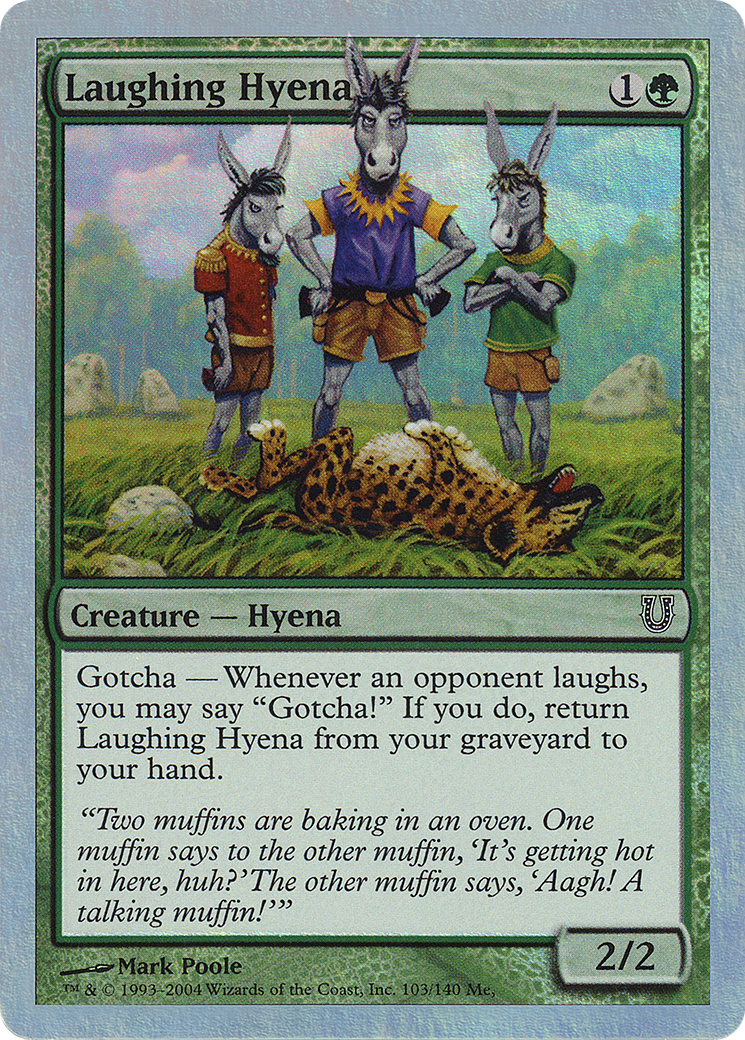 Laughing Hyena 1
Creature — Hyena
Gotcha — Whenever an opponent laughs,
you may say “Gotcha!” If you do, return
Laughing Hyena from your graveyard to
your hand.
“Two muffins are baking in an oven. One
muffin says to the other muffin, ‘It’s getting hot
in here, huh?’ The other muffin says, ‘Aagh! A
talking muffin!’”
2/2
Mark Poole
™ & © 1993–2004 Wizards of the Coast, Inc. 103/140 Me,